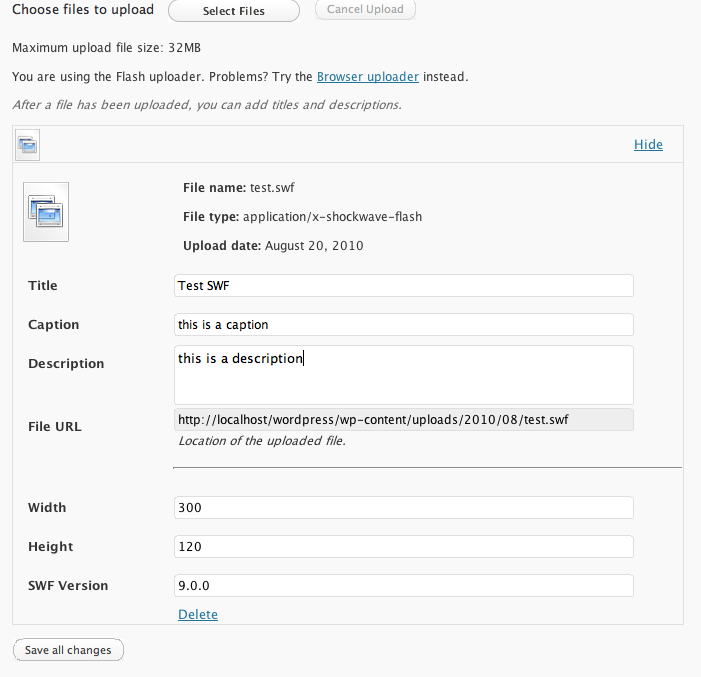 Choose files to upload Select Files Cancel Upload
Maximum upload file size: 32MB
You are using the Flash uploader. Problems? Try the Browser uploader instead.
After a file has been uploaded, you can add titles and descriptions.
Hide
File name: test.swf
File type: application/x-shockwave-flash
Upload date: August 20, 2010
Title Test SWF
Caption this is a caption
Description this is a description
File URL http://localhost/wordpress/wp-content/uploads/2010/08/test.swf
Location of the uploaded file.
Width 300
Height 120
SWF Version 9.0.0
Delete
Save all changes